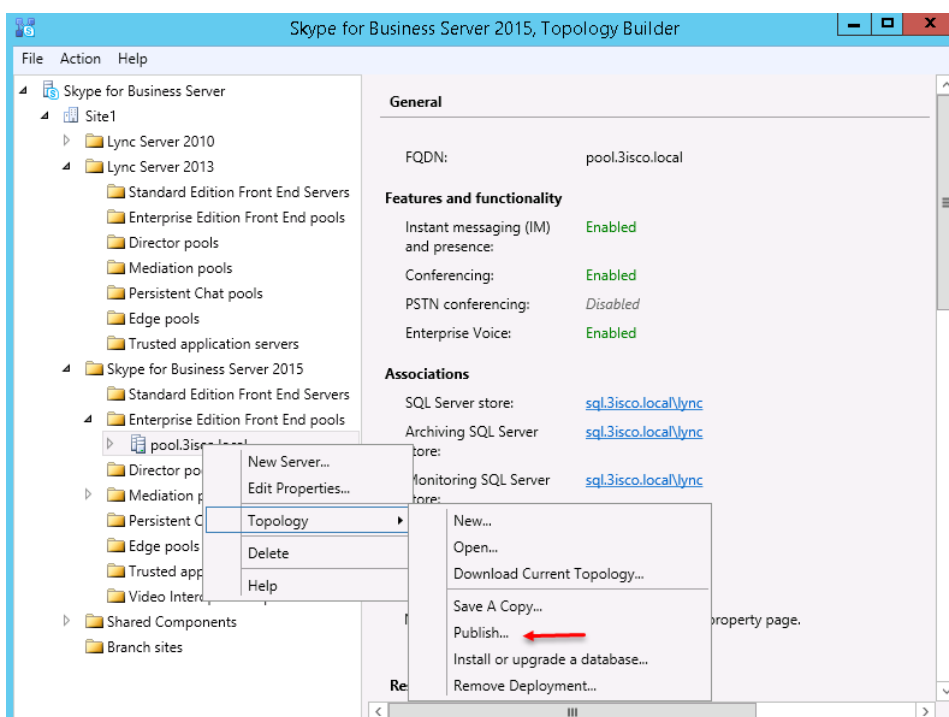 Skype for Business Server 2015, Topology Builder
File Action Help
Skype for Business Server
Site1
Lync Server 2010
Lync Server 2013
Standard Edition Front End Servers
Enterprise Edition Front End pools
Director pools
Mediation pools
Persistent Chat pools
Edge pools
Trusted application servers
Skype for Business Server 2015
Standard Edition Front End Servers
Enterprise Edition Front End pools
pool.3isco.local
Director po
Mediation p
Persistent C
Edge pools
Trusted app
Video Inter
Shared Components
Branch sites
New Server...
Edit Properties...
Topology
Delete
Help
New...
Open...
Download Current Topology...
Save A Copy...
Publish...
Install or upgrade a database...
Remove Deployment...
General
FQDN: pool.3isco.local
Features and functionality
Instant messaging (IM) Enabled
and presence:
Conferencing: Enabled
PSTN conferencing: Disabled
Enterprise Voice: Enabled
Associations
SQL Server store: sql.3isco.local\lync
Archiving SQL Server sql.3isco.local\lync
store:
Monitoring SQL Server sql.3isco.local\lync
store:
property page.
Re